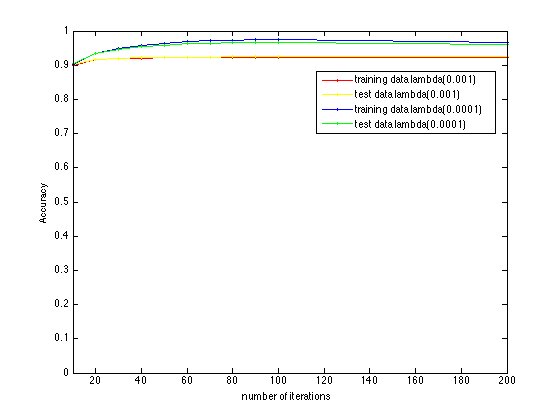 1
0.9
0.8
0.7
0.6
0.5
0.4
0.3
0.2
0.1
0
Accuracy
training data lambda(0.001)
test data lambda(0.001)
training data lambda(0.0001)
test data lambda(0.0001)
20 40 60 80 100 120 140 160 180 200
number of iterations